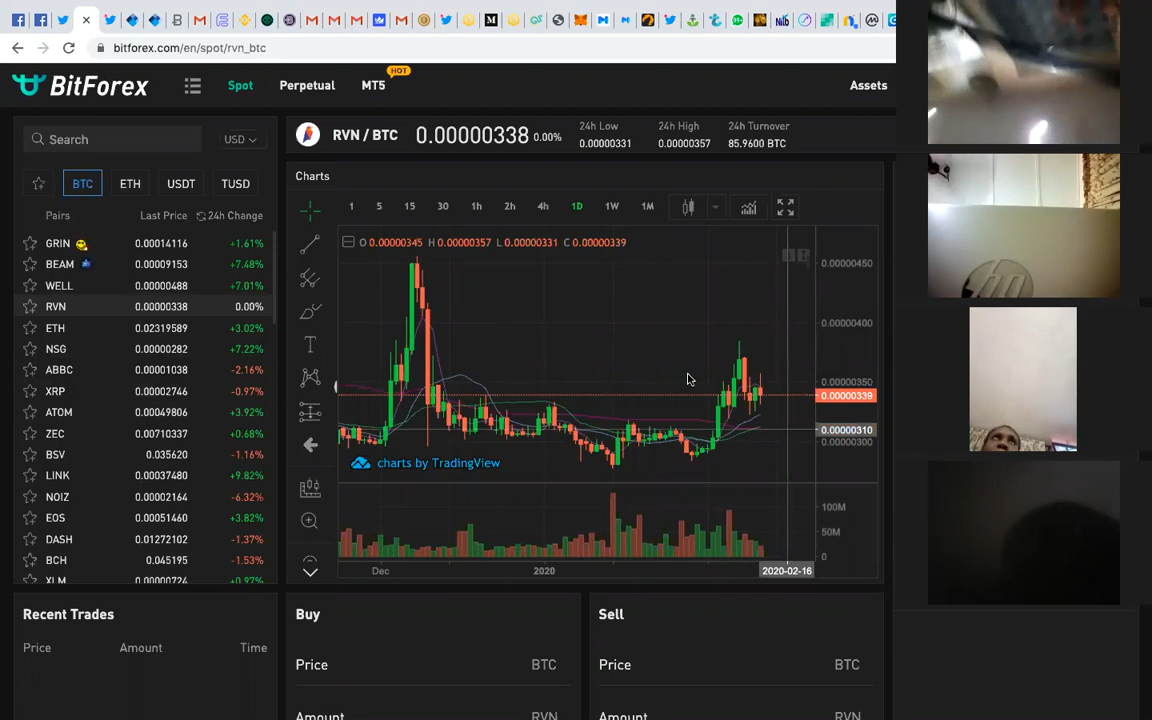 bitforex.com/en/spot/rvn_btc
BitForex
Spot
Perpetual
MT5
HOT
Assets
Search
USD
BTC
ETH
USDT
TUSD
Pairs Last Price 24h Change
GRIN 0.00014116 +1.61%
BEAM 0.00009153 +7.48%
WELL 0.00000488 +7.01%
RVN 0.00000338 0.00%
ETH 0.02319589 +3.02%
NSG 0.00000282 +7.22%
ABBC 0.00001038 -2.16%
XRP 0.00002746 -0.97%
ATOM 0.00049806 +3.92%
ZEC 0.00710337 +0.68%
BSV 0.035620 -1.16%
LINK 0.00037480 +9.82%
NOIZ 0.00002164 -6.32%
EOS 0.00051460 +3.82%
DASH 0.01272102 -1.37%
BCH 0.045195 -1.53%
XLM 0.00000724 +0.97%
RVN / BTC 0.00000338 0.00%
24h Low
0.00000331
24h High
0.00000357
24h Turnover
85.9600 BTC
Charts
1 5 15 30 1h 2h 4h 1D 1W 1M
O 0.00000345 H 0.00000357 L 0.00000331 C 0.00000339
0.00000450
0.00000400
0.00000350
0.00000339
0.00000310
0.00000300
charts by TradingView
100M
50M
0
Dec 2020 2020-02-16
Recent Trades
Price Amount Time
Buy
Price BTC
Amount RVN
Sell
Price BTC
Amount RVN
hp